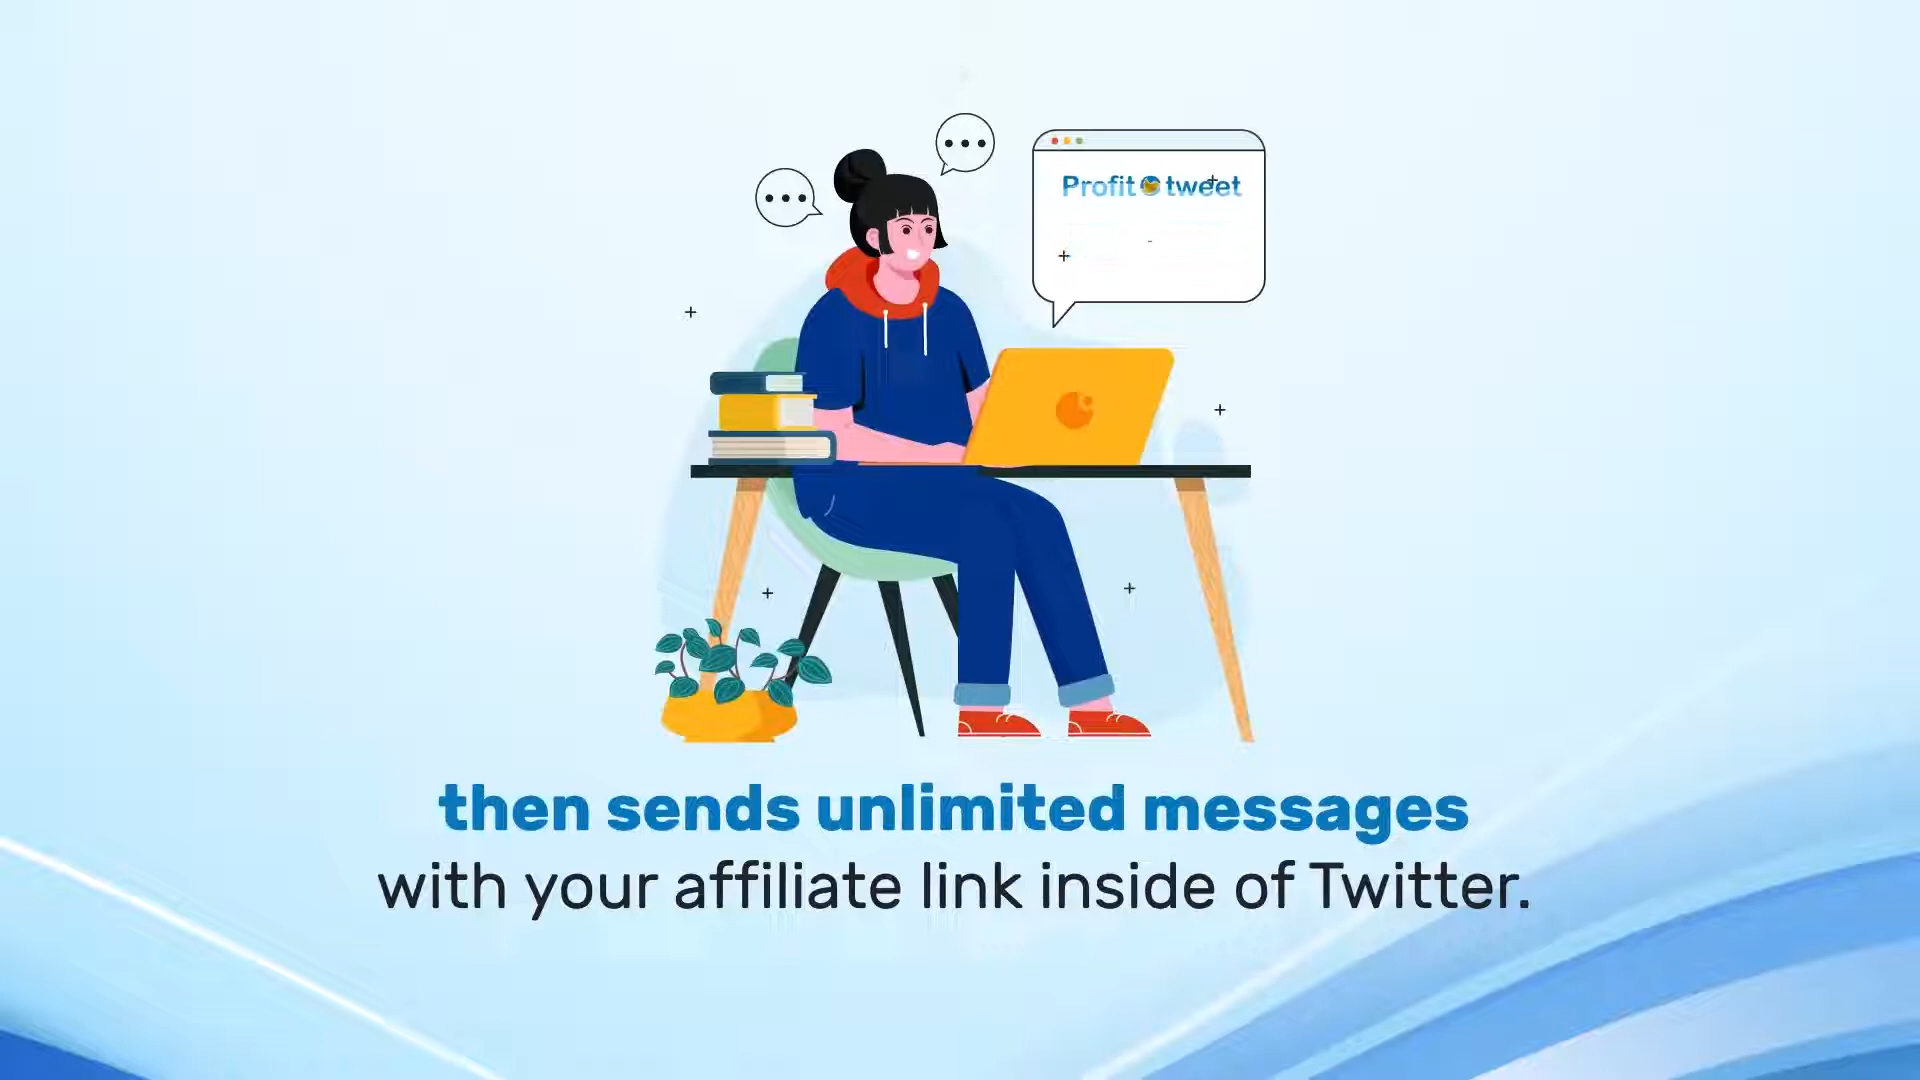 Profit tweet
then sends unlimited messages
with your affiliate link inside of Twitter.